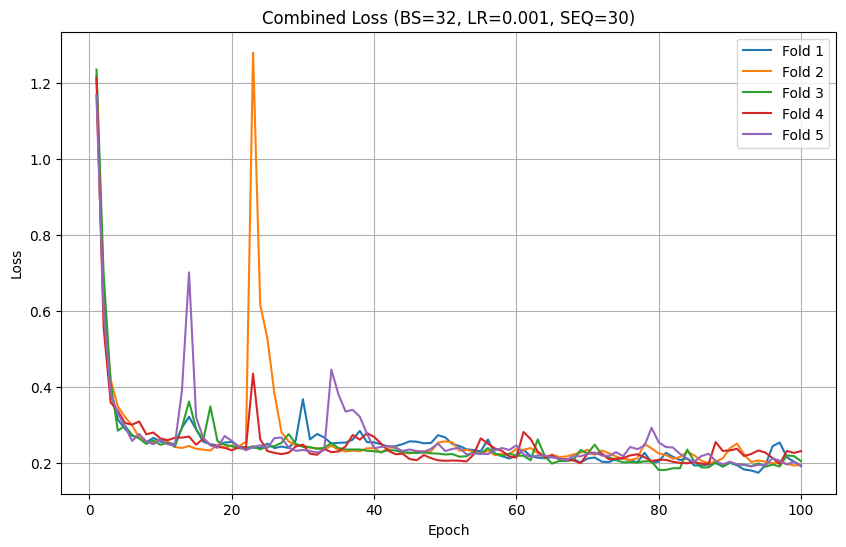 Combined Loss (BS=32, LR=0.001, SEQ=30)
Fold 1
Fold 2
Fold 3
Fold 4
Fold 5
Loss
1.2
1.0
0.8
0.6
0.4
0.2
0 20 40 60 80 100
Epoch